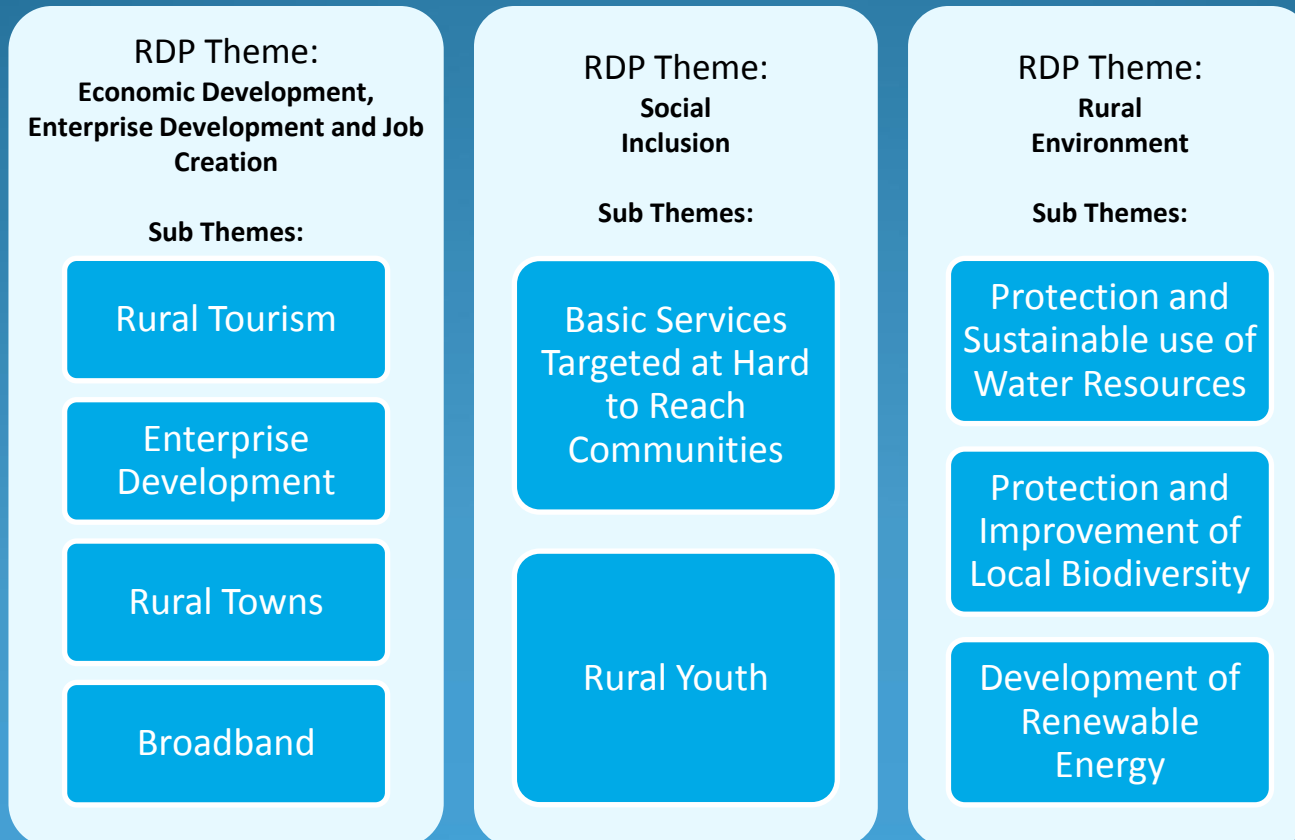 RDP Theme:
Economic Development,
Enterprise Development and Job
Creation
Sub Themes:
Rural Tourism
Enterprise
Development
Rural Towns
Broadband
RDP Theme:
Social
Inclusion
Sub Themes:
Basic Services
Targeted at Hard
to Reach
Communities
Rural Youth
RDP Theme:
Rural
Environment
Sub Themes:
Protection and
Sustainable use of
Water Resources
Protection and
Improvement of
Local Biodiversity
Development of
Renewable
Energy